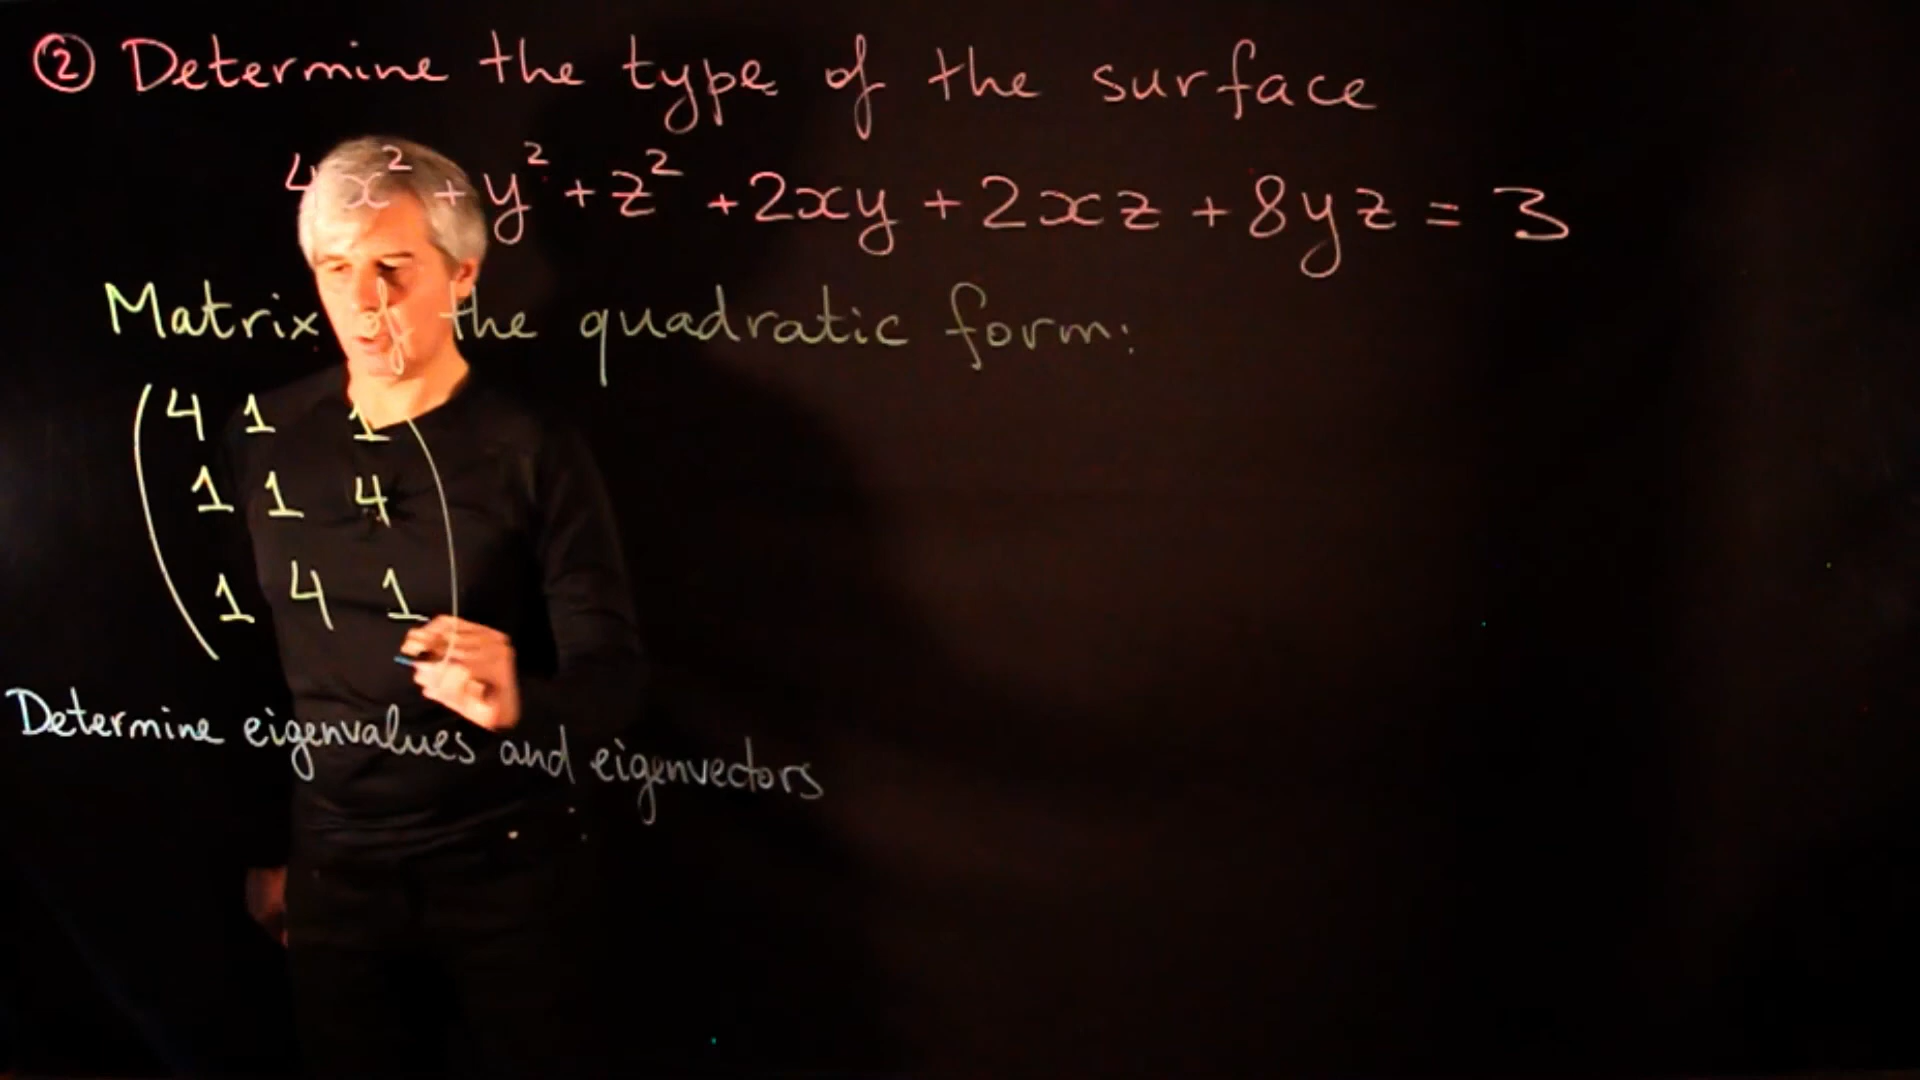 ② Determine the type of the surface
4x² + y² + z² + 2xy + 2xz + 8yz = 3
Matrix of the quadratic form:
4 1 1
1 1 4
1 4 1
Determine eigenvalues and eigenvectors